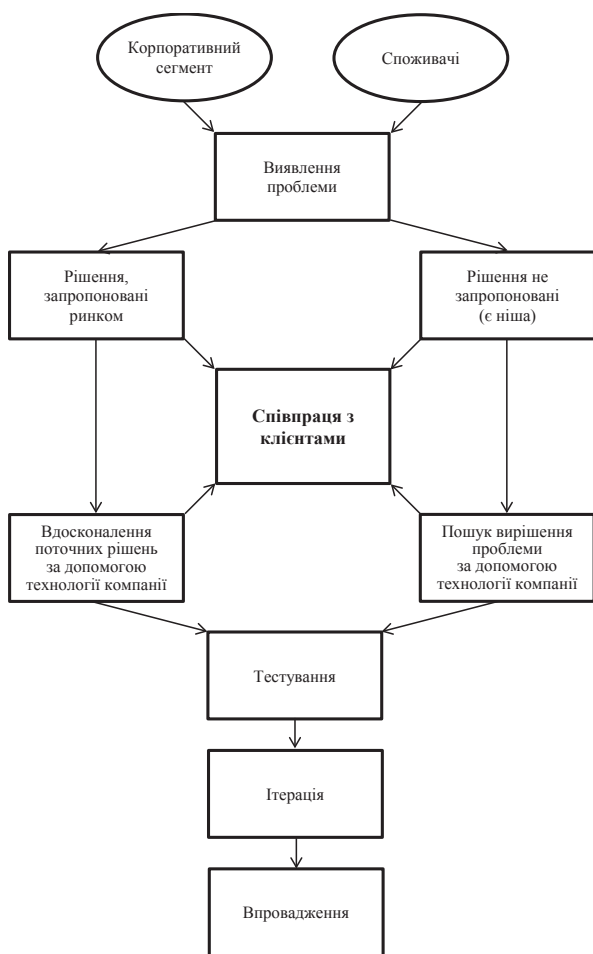 Корпоративний
сегмент
Споживачі
Виявлення
проблеми
Рішення,
запропоновані
ринком
Рішення не
запропоновані
(є ніша)
Співпраця з
клієнтами
Вдосконалення
поточних рішень
за допомогою
технології компанії
Пошук вирішення
проблеми
за допомогою
технології компанії
Тестування
Ітерація
Впровадження